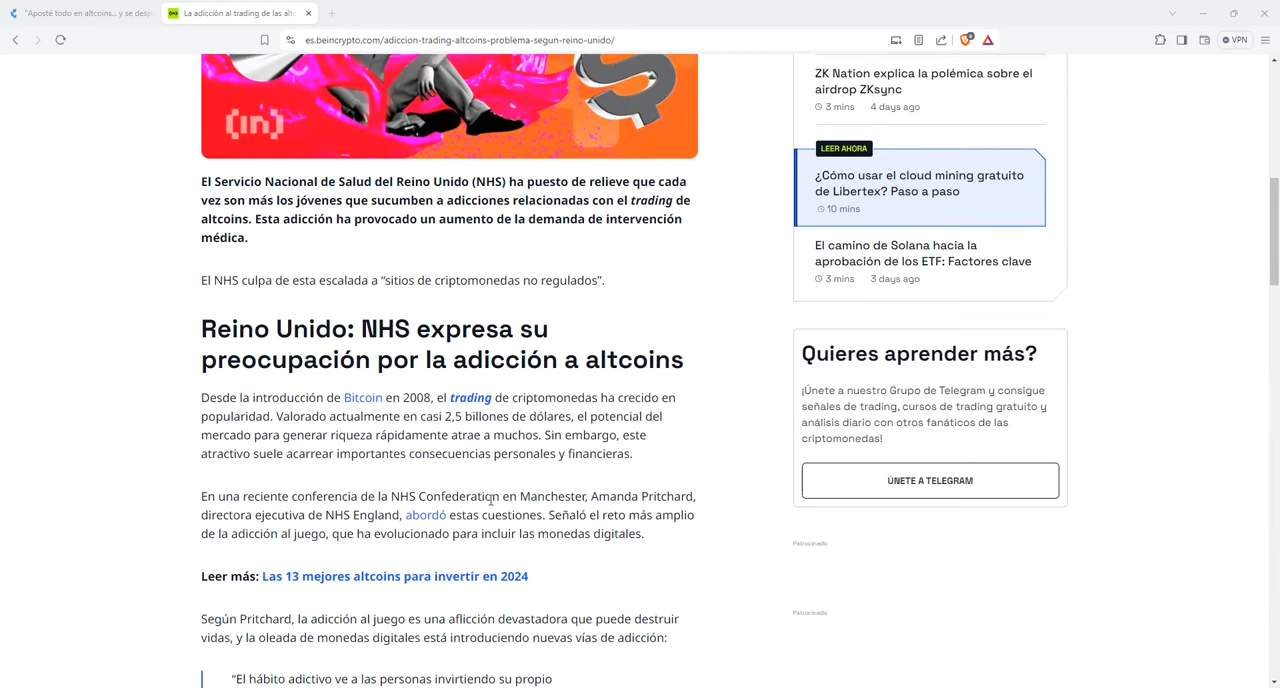 "Aposté todo en altcoins... y se desp
La adicción al trading de las alt
es.beincrypto.com/adiccion-trading-altcoins-problema-segun-reino-unido/
VPN
(in)
$
El Servicio Nacional de Salud del Reino Unido (NHS) ha puesto de relieve que cada
vez son más los jóvenes que sucumben a adicciones relacionadas con el trading de
altcoins. Esta adicción ha provocado un aumento de la demanda de intervención
médica.
El NHS culpa de esta escalada a “sitios de criptomonedas no regulados”.
Reino Unido: NHS expresa su
preocupación por la adicción a altcoins
Desde la introducción de Bitcoin en 2008, el trading de criptomonedas ha crecido en
popularidad. Valorado actualmente en casi 2,5 billones de dólares, el potencial del
mercado para generar riqueza rápidamente atrae a muchos. Sin embargo, este
atractivo suele acarrear importantes consecuencias personales y financieras.
En una reciente conferencia de la NHS Confederation en Manchester, Amanda Pritchard,
directora ejecutiva de NHS England, abordó estas cuestiones. Señaló el reto más amplio
de la adicción al juego, que ha evolucionado para incluir las monedas digitales.
Leer más: Las 13 mejores altcoins para invertir en 2024
Según Pritchard, la adicción al juego es una aflicción devastadora que puede destruir
vidas, y la oleada de monedas digitales está introduciendo nuevas vías de adicción:
“El hábito adictivo ve a las personas invirtiendo su propio
ZK Nation explica la polémica sobre el
airdrop ZKsync
3 mins 4 days ago
LEER AHORA
¿Cómo usar el cloud mining gratuito
de Libertex? Paso a paso
10 mins
El camino de Solana hacia la
aprobación de los ETF: Factores clave
3 mins 3 days ago
Quieres aprender más?
¡Únete a nuestro Grupo de Telegram y consigue
señales de trading, cursos de trading gratuito y
análisis diario con otros fanáticos de las
criptomonedas!
ÚNETE A TELEGRAM
Patrocinado
Patrocinado